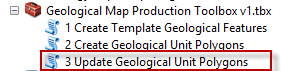 Geological Map Production Toolbox v1.tbx
1 Create Template Geological Features
2 Create Geological Unit Polygons
3 Update Geological Unit Polygons